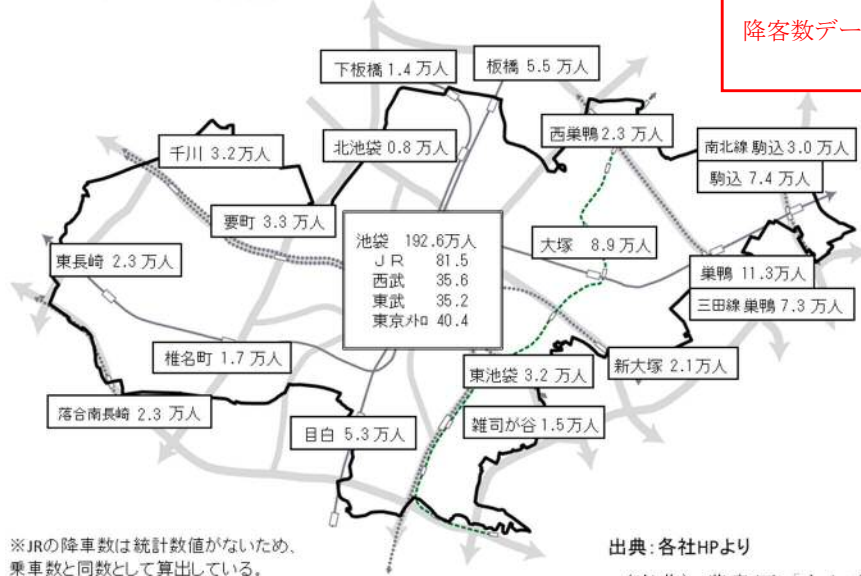 降客数デー
下板橋 1.4 万人
板橋 5.5 万人
西巣鴨 2.3 万人
千川 3.2万人
北池袋 0.8 万人
南北線 駒込 3.0 万人
駒込 7.4 万人
要町 3.3 万人
池袋 192.6万人
ＪＲ 81.5
西武 35.6
東武 35.2
東京メトロ 40.4
大塚 8.9 万人
東長崎 2.3 万人
巣鴨 11.3万人
三田線 巣鴨 7.3 万人
椎名町 1.7 万人
東池袋 3.2 万人
新大塚 2.1万人
落合南長崎 2.3 万人
目白 5.3 万人
雑司が谷 1.5万人
※JRの降車数は統計数値がないため、
乗車数と同数として算出している。
出典：各社HPより